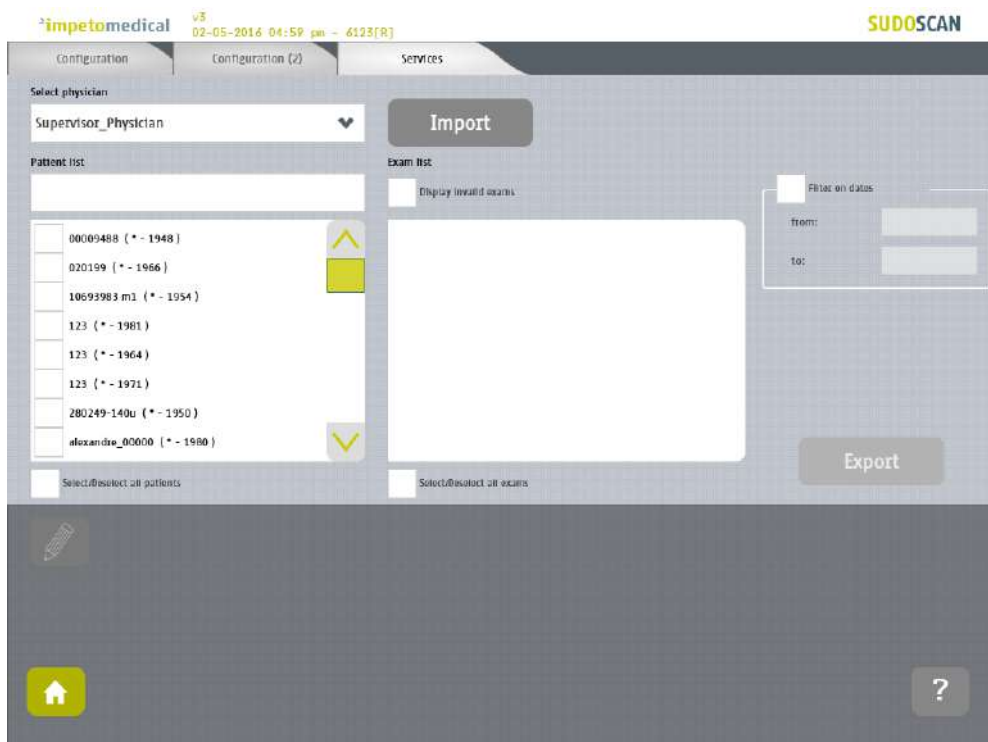 impetomedical
v3
02-05-2016 04:59 pm - 6123[R]
SUDOSCAN
Configuration
Configuration (2)
Services
Select physician
Supervisor_Physician
Import
Patient list
Exam list
Display invalid exams
Filter on dates
from:
to:
00009488 (* - 1948)
020199 (* - 1966)
10693983 m1 (* - 1954)
123 (* - 1981)
123 (* - 1964)
123 (* - 1971)
280249-140u (* - 1950)
alexandre_00000 (* - 1980)
Export
Select/Deselect all patients
Select/Deselect all exams
?